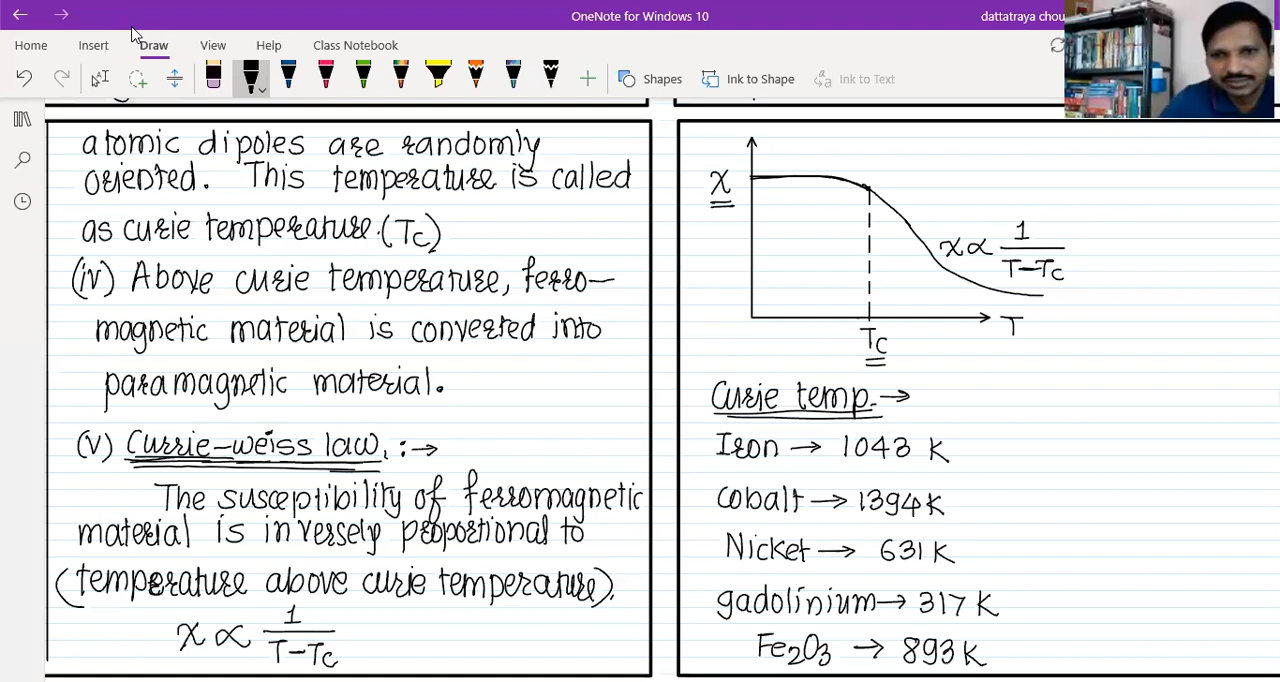 OneNote for Windows 10
dattatraya chou
Home Insert Draw View Help Class Notebook
Shapes Ink to Shape Ink to Text
atomic dipoles are randomly
oriented. This temperature is called
as curie temperature. (Tc)
(iv) Above curie temperature, ferro-
magnetic material is converted into
paramagnetic material.
(v) Currie-weiss law. :→
The susceptibility of ferromagnetic
material is inversely proportional to
(temperature above curie temperature).
χ ∝ 1/(T-Tc)
χ
χ ∝ 1/(T-Tc)
T
Tc
Curie temp. →
Iron → 1043 K
cobalt → 1394 K
Nicket → 631 K
gadolinium → 317 K
Fe₂O₃ → 893 K